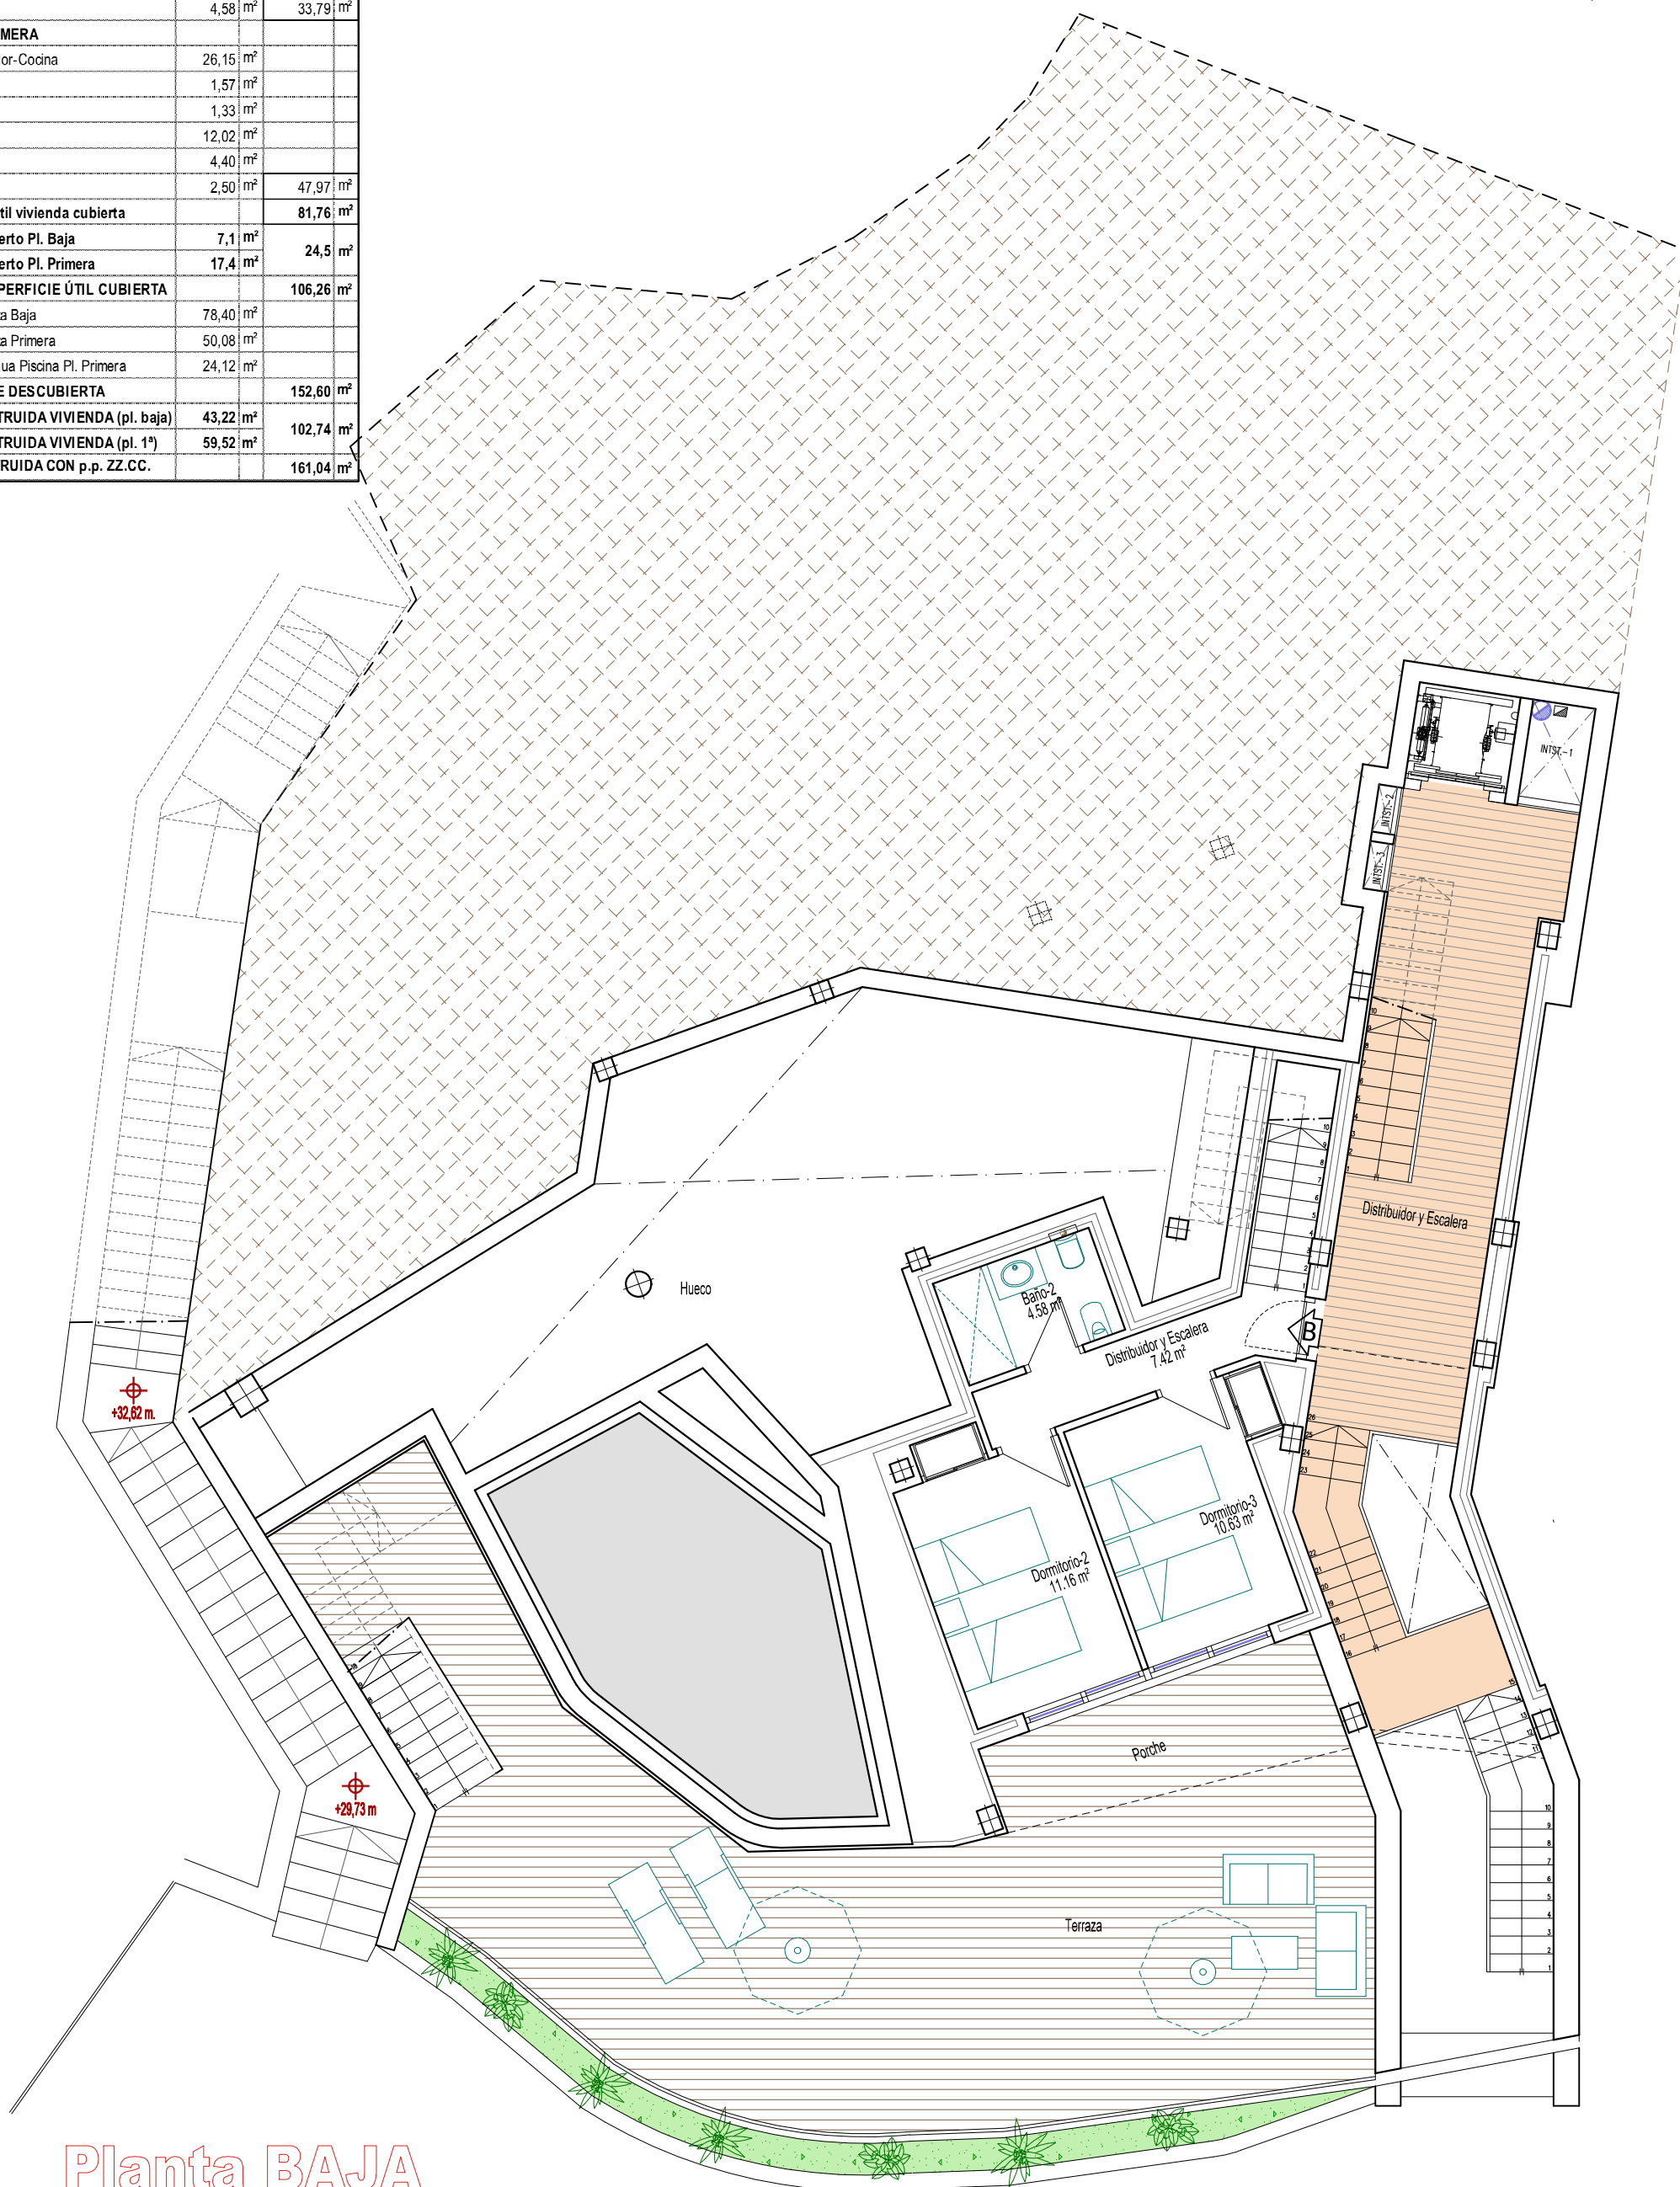 4,58 m² 33,79 m²
MERA
or-Cocina 26,15 m²
1,57 m²
1,33 m²
12,02 m²
4,40 m²
2,50 m² 47,97 m²
til vivienda cubierta 81,76 m²
erto Pl. Baja 7,1 m²
24,5 m²
erto Pl. Primera 17,4 m²
PERFICIE ÚTIL CUBIERTA 106,26 m²
a Baja 78,40 m²
a Primera 50,08 m²
ua Piscina Pl. Primera 24,12 m²
E DESCUBIERTA 152,60 m²
TRUIDA VIVIENDA (pl. baja) 43,22 m²
102,74 m²
TRUIDA VIVIENDA (pl. 1ª) 59,52 m²
RUIDA CON p.p. ZZ.CC. 161,04 m²
INTST.-1
INTST.-2
INTST.-3
Distribuidor y Escalera
Hueco
Baño-2
4.58 m²
Distribuidor y Escalera
7.42 m²
B
+32,62 m.
Dormitorio-3
10.63 m²
Dormitorio-2
11.16 m²
Porche
+29,73 m
Terraza
Planta BAJA